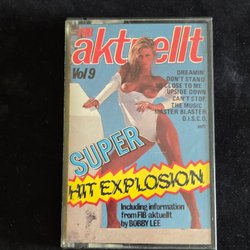 FIB
aktuellt
Vol 9
DREAMIN'
DON'T STAND
SO CLOSE TO ME
UPSIDE DOWN
CAN'T STOP
THE MUSIC
MASTER BLASTER
D.I.S.C.O.
SUPER
HIT EXPLOSION
Including information
from FIB aktuellt
by BOBBY LEE